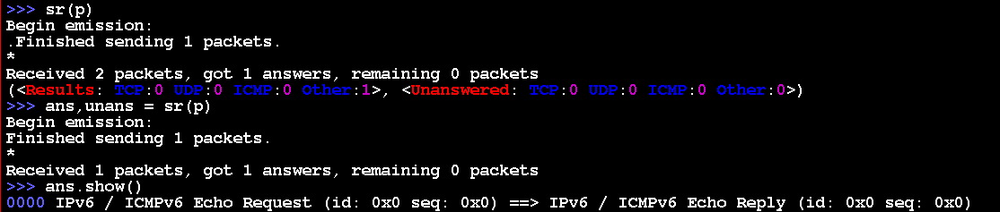 >>> sr(p)
Begin emission:
.Finished sending 1 packets.
*
Received 2 packets, got 1 answers, remaining 0 packets
(<Results: TCP:0 UDP:0 ICMP:0 Other:1>, <Unanswered: TCP:0 UDP:0 ICMP:0 Other:0>)
>>> ans,unans = sr(p)
Begin emission:
Finished sending 1 packets.
*
Received 1 packets, got 1 answers, remaining 0 packets
>>> ans.show()
0000 IPv6 / ICMPv6 Echo Request (id: 0x0 seq: 0x0) ==> IPv6 / ICMPv6 Echo Reply (id: 0x0 seq: 0x0)